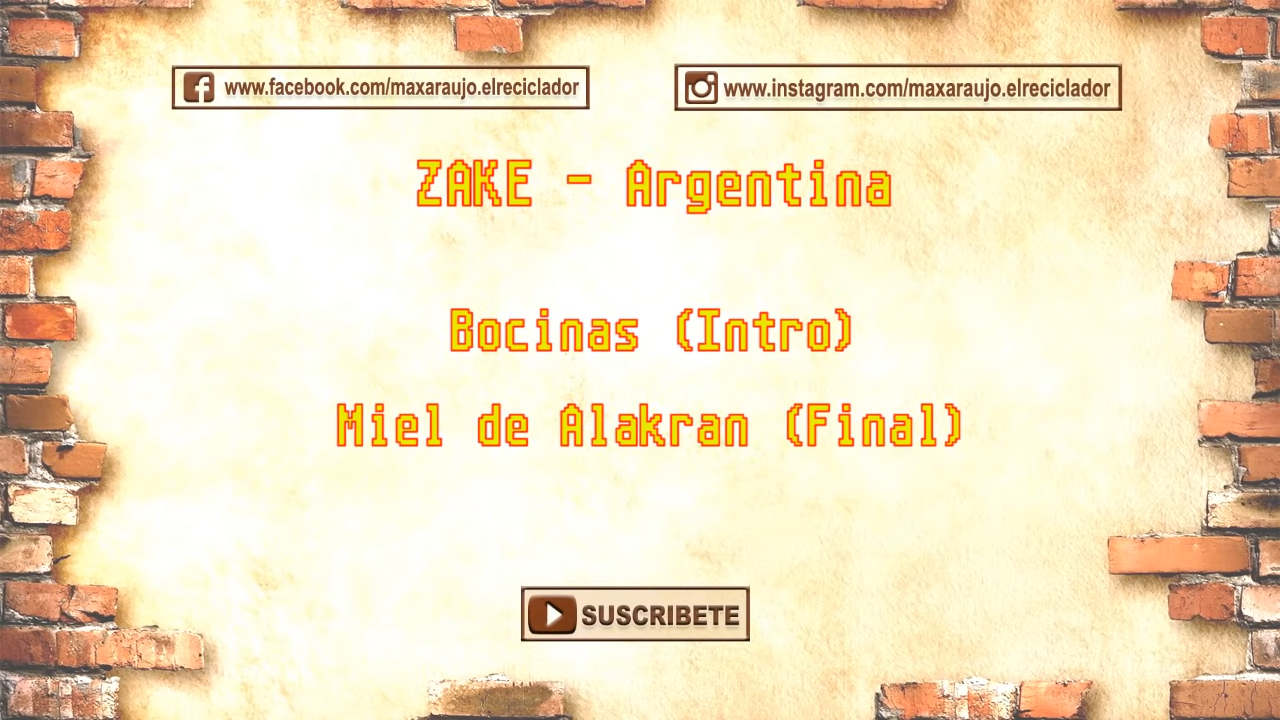 www.facebook.com/maxaraujo.elreciclador
www.instagram.com/maxaraujo.elreciclador
ZAKE - Argentina
Bocinas (Intro)
Miel de Alakran (Final)
SUSCRIBETE